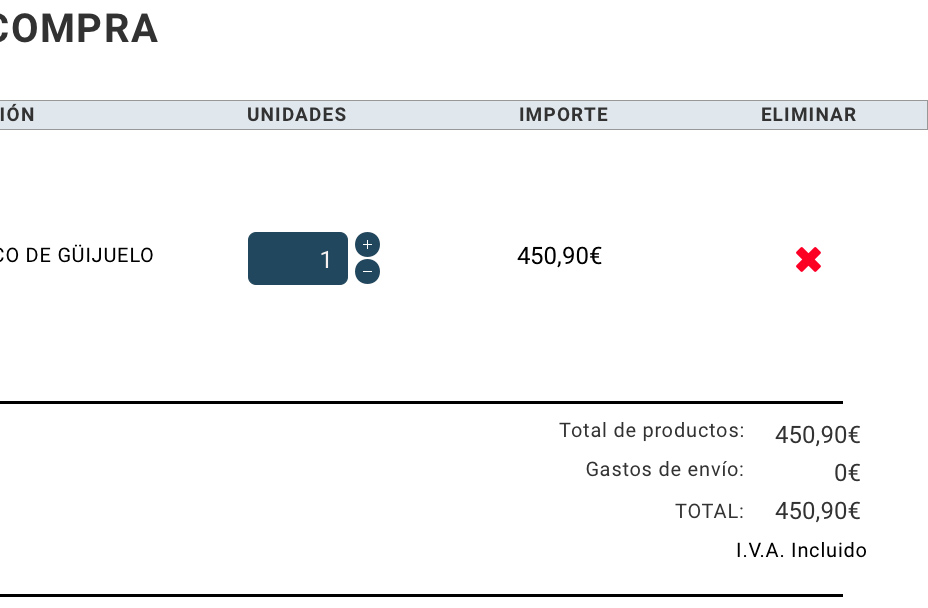 COMPRA
IÓN UNIDADES IMPORTE ELIMINAR
CO DE GÜIJUELO 1 + − 450,90€
Total de productos: 450,90€
Gastos de envío: 0€
TOTAL: 450,90€
I.V.A. Incluido